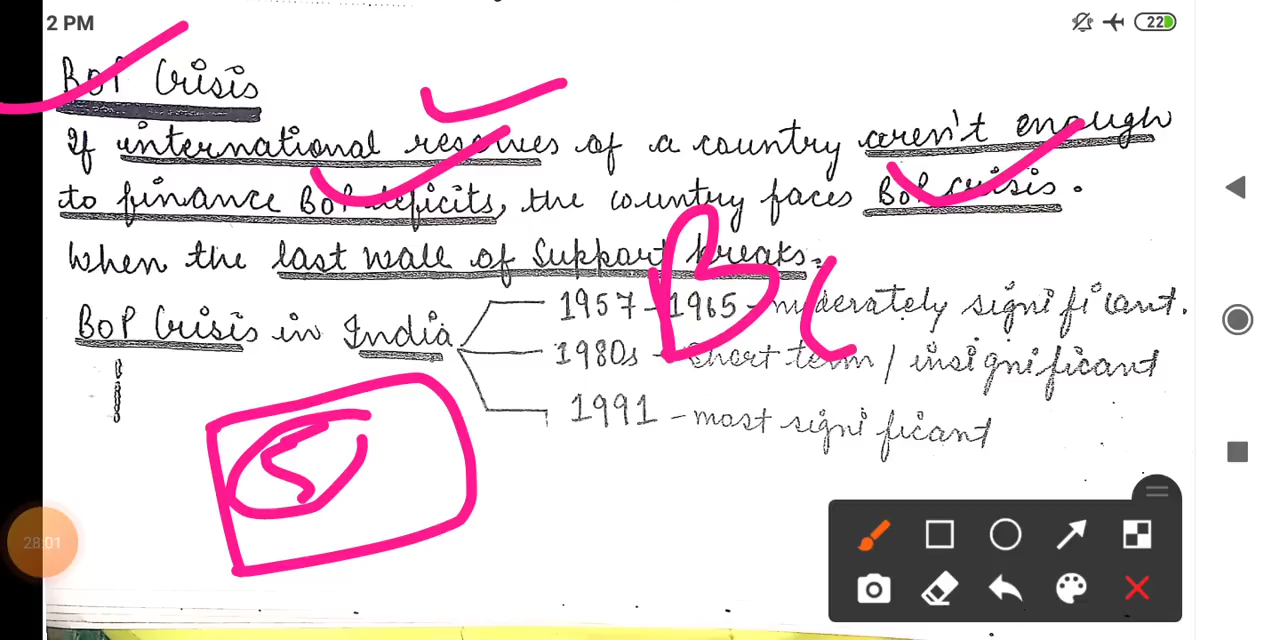 2 PM
22
BOP Crisis
If international reserves of a country aren't enough
to finance BOP deficits, the country faces BOP crisis.
When the last wall of Support breaks.
B (
BOP Crisis in India
1957 - 1965 - moderately significant.
1980s - Short term / insignificant
1991 - most significant
5
28:01